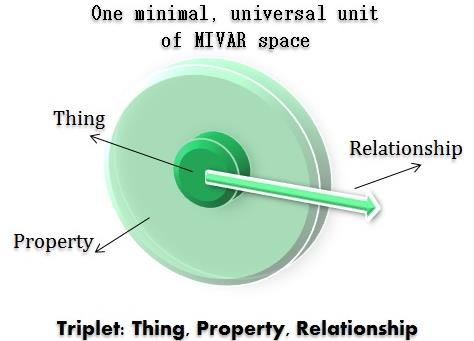 One minimal, universal unit
of MIVAR space
Thing
Relationship
Property
Triplet: Thing, Property, Relationship